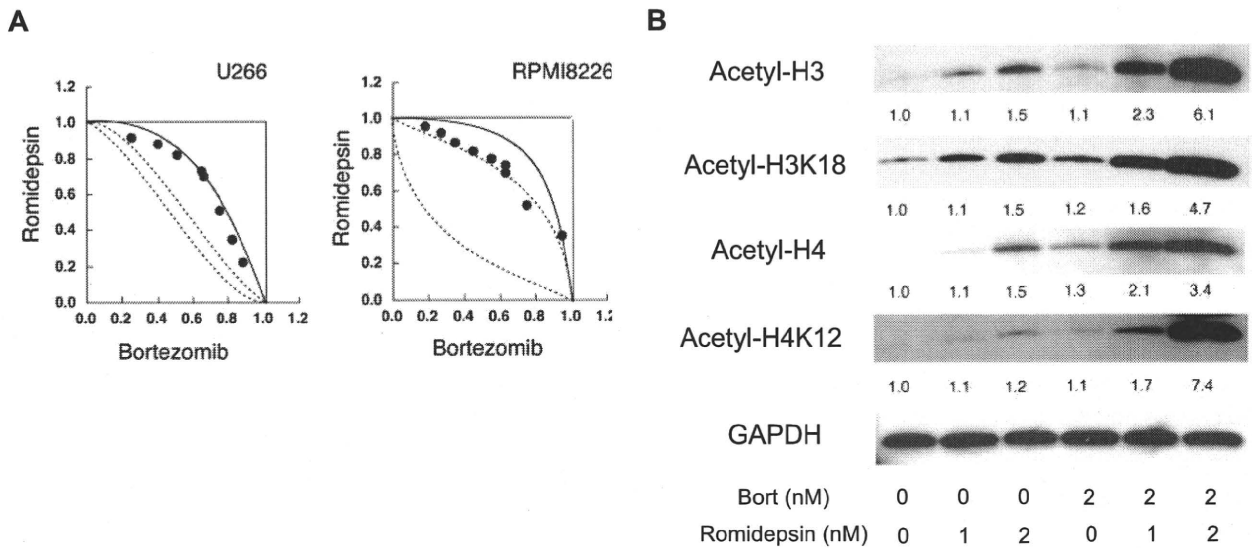 A
U266
1.2
1.0
0.8
0.6
0.4
0.2
0.0
Romidepsin
0.0 0.2 0.4 0.6 0.8 1.0 1.2
Bortezomib
RPMI8226
1.2
1.0
0.8
0.6
0.4
0.2
0.0
Romidepsin
0.0 0.2 0.4 0.6 0.8 1.0 1.2
Bortezomib
B
Acetyl-H3
1.0 1.1 1.5 1.1 2.3 6.1
Acetyl-H3K18
1.0 1.1 1.5 1.2 1.6 4.7
Acetyl-H4
1.0 1.1 1.5 1.3 2.1 3.4
Acetyl-H4K12
1.0 1.1 1.2 1.1 1.7 7.4
GAPDH
Bort (nM) 0 0 0 2 2 2
Romidepsin (nM) 0 1 2 0 1 2